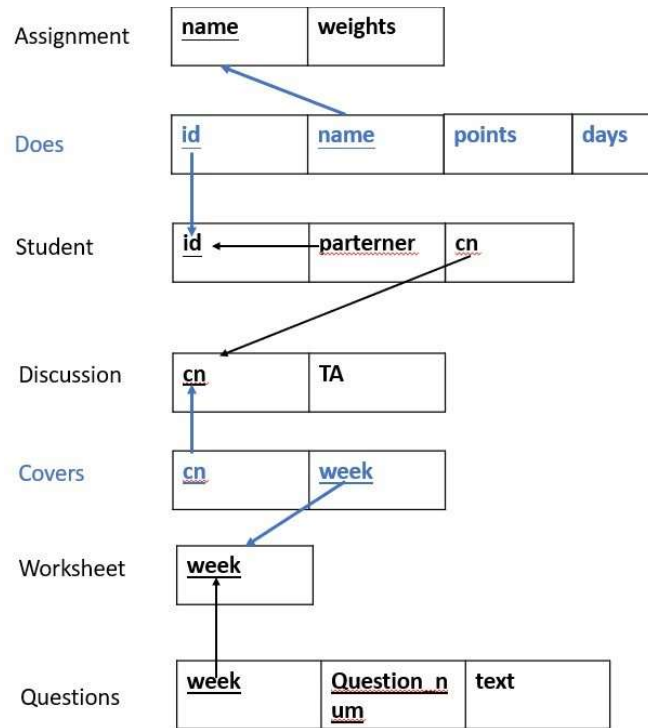 Assignment name weights
Does id name points days
Student id parterner cn
Discussion cn TA
Covers cn week
Worksheet week
Questions week Question_n text
um